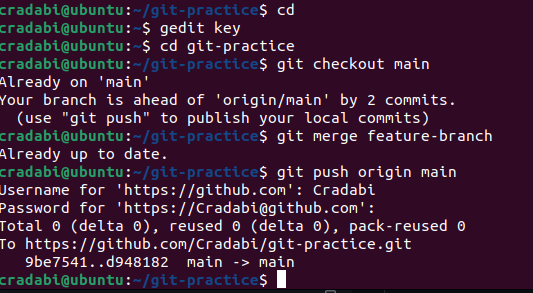 cradabi@ubuntu:~/git-practice$ cd
cradabi@ubuntu:~$ gedit key
cradabi@ubuntu:~$ cd git-practice
cradabi@ubuntu:~/git-practice$ git checkout main
Already on 'main'
Your branch is ahead of 'origin/main' by 2 commits.
  (use "git push" to publish your local commits)
cradabi@ubuntu:~/git-practice$ git merge feature-branch
Already up to date.
cradabi@ubuntu:~/git-practice$ git push origin main
Username for 'https://github.com': Cradabi
Password for 'https://Cradabi@github.com':
Total 0 (delta 0), reused 0 (delta 0), pack-reused 0
To https://github.com/Cradabi/git-practice.git
   9be7541..d948182  main -> main
cradabi@ubuntu:~/git-practice$